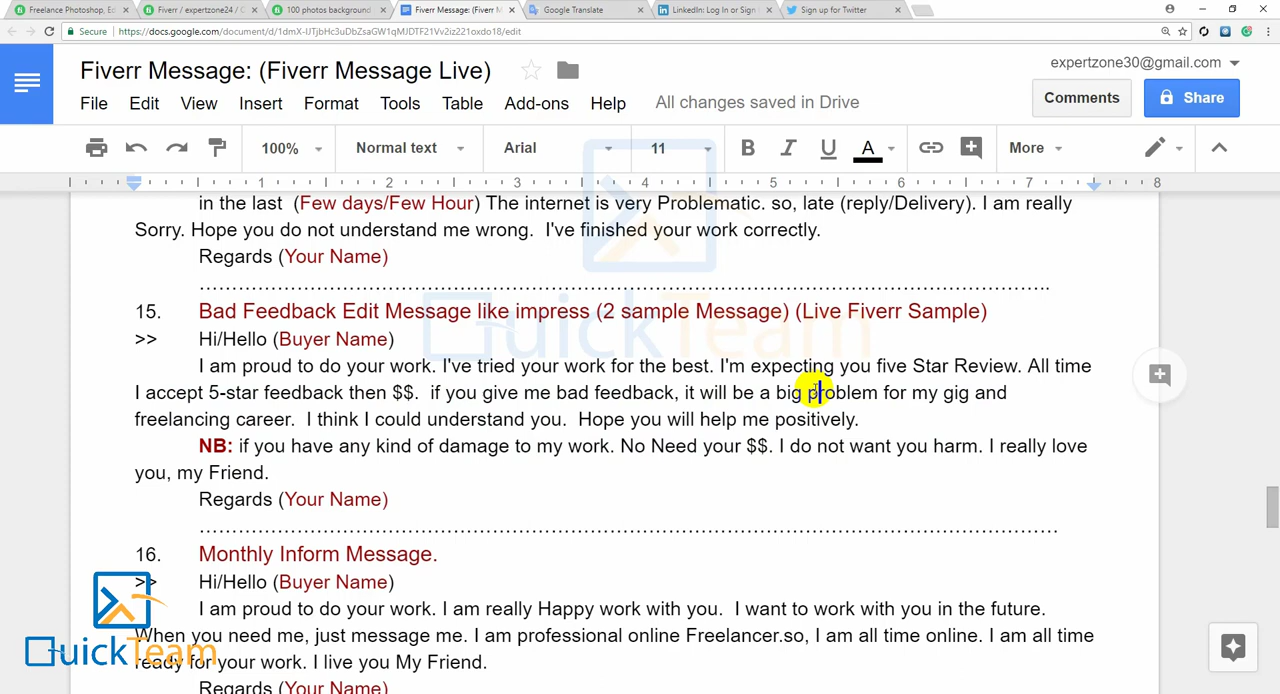 Freelance Photoshop, Ed
Fiverr / expertzone24 / C
100 photos background
Fiverr Message: (Fiverr M
Google Translate
LinkedIn: Log In or Sign
Sign up for Twitter
Secure
https://docs.google.com/document/d/1dmX-IJTjbHc3uDbZsaGW1qMJDTF21Vv2iz221oxdo18/edit
Fiverr Message: (Fiverr Message Live)
expertzone30@gmail.com
File Edit View Insert Format Tools Table Add-ons Help All changes saved in Drive
Comments
Share
100% Normal text Arial 11 B I U A More
1 2 3 4 5 6 7 8
in the last (Few days/Few Hour) The internet is very Problematic. so, late (reply/Delivery). I am really
Sorry. Hope you do not understand me wrong. I've finished your work correctly.
Regards (Your Name)
……………………………………………………………………………………………..
15. Bad Feedback Edit Message like impress (2 sample Message) (Live Fiverr Sample)
>> Hi/Hello (Buyer Name)
I am proud to do your work. I've tried your work for the best. I'm expecting you five Star Review. All time
I accept 5-star feedback then $$. if you give me bad feedback, it will be a big problem for my gig and
freelancing career. I think I could understand you. Hope you will help me positively.
NB: if you have any kind of damage to my work. No Need your $$. I do not want you harm. I really love
you, my Friend.
Regards (Your Name)
………………………………………………………………………………………………
16. Monthly Inform Message.
>> Hi/Hello (Buyer Name)
I am proud to do your work. I am really Happy work with you. I want to work with you in the future.
When you need me, just message me. I am professional online Freelancer.so, I am all time online. I am all time
ready for your work. I live you My Friend.
Regards (Your Name)
QuickTeam
QuickTeam